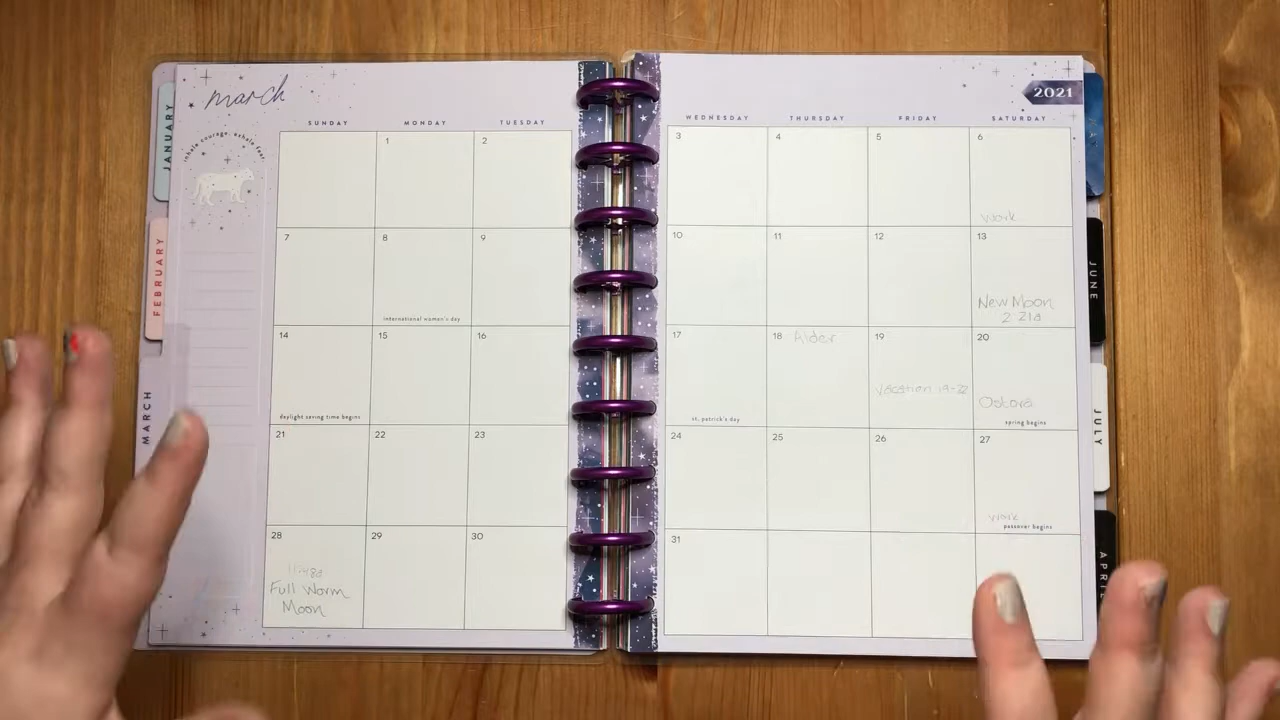 march
2021
inhale courage, exhale fear
SUNDAY MONDAY TUESDAY WEDNESDAY THURSDAY FRIDAY SATURDAY
1 2 3 4 5 6
Work
7 8 9 10 11 12 13
international women's day
New Moon
2:21a
14 15 16 17 18 Alder 19 20
Vacation 19-22
Ostara
daylight saving time begins
st. patrick's day
spring begins
21 22 23 24 25 26 27
work
passover begins
28 29 30 31
11:48a
Full Worm
Moon
JANUARY
FEBRUARY
MARCH
JUNE
JULY
APRIL